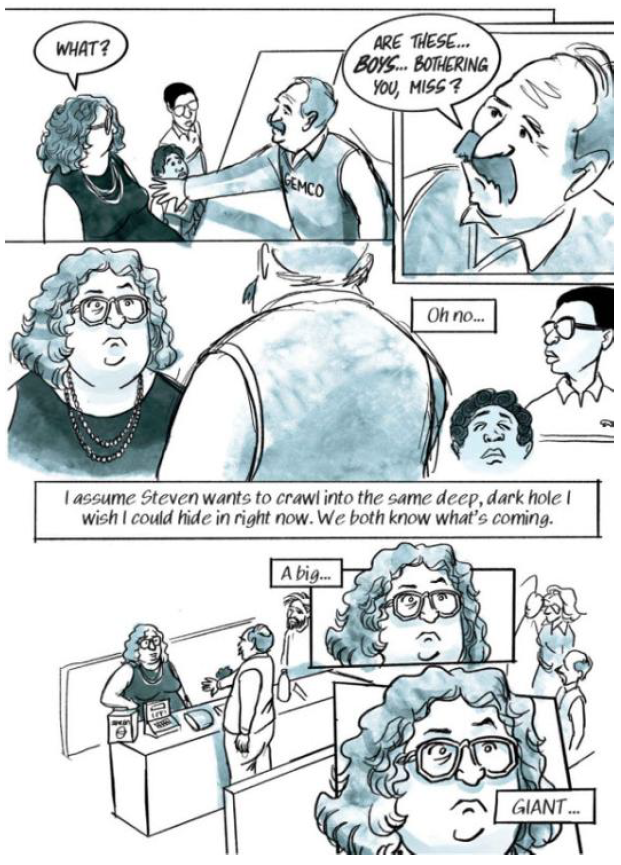 WHAT?
GEMCO
ARE THESE...
BOYS... BOTHERING
YOU, MISS?
Oh no...
I assume Steven wants to crawl into the same deep, dark hole I
wish I could hide in right now. We both know what's coming.
A big...
GIANT...